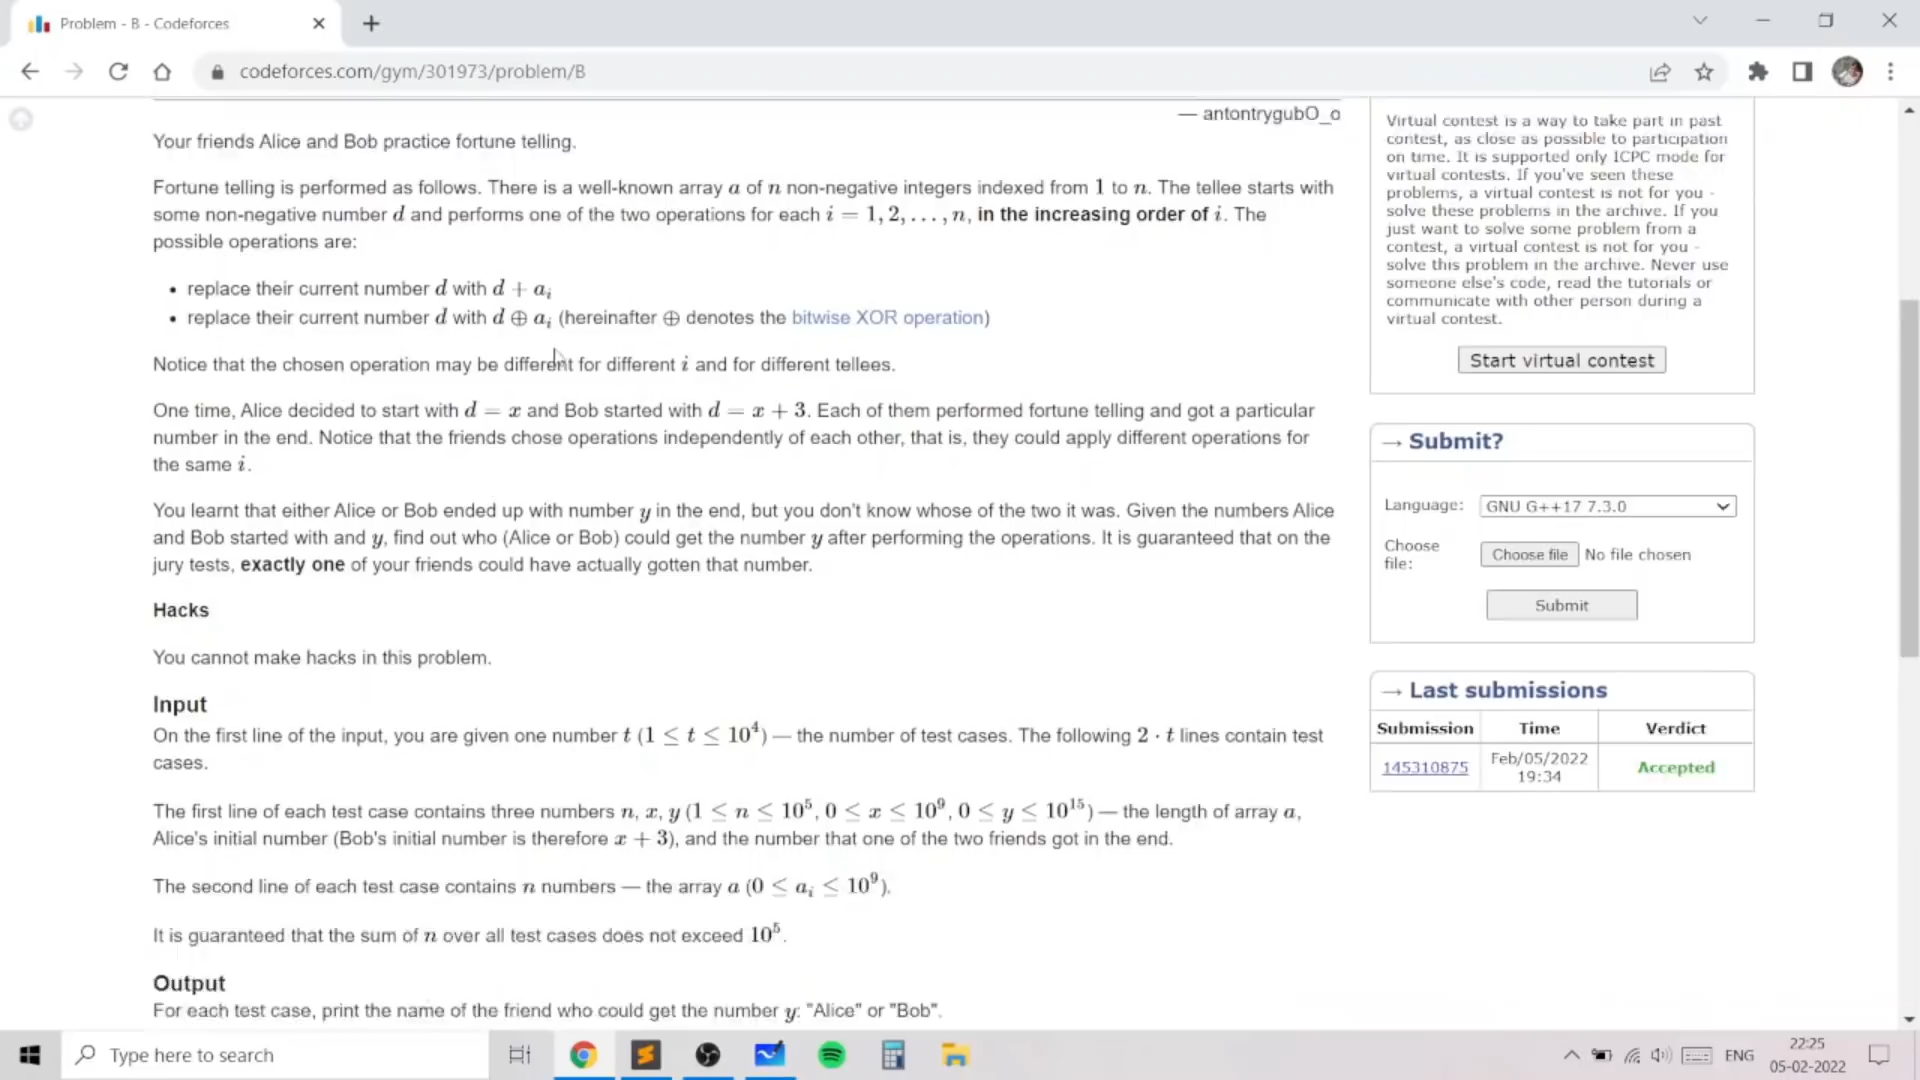 Problem - B - Codeforces
codeforces.com/gym/301973/problem/B
— antontrygubO_o
Your friends Alice and Bob practice fortune telling.
Fortune telling is performed as follows. There is a well-known array a of n non-negative integers indexed from 1 to n. The tellee starts with
some non-negative number d and performs one of the two operations for each i = 1, 2, . . . , n, in the increasing order of i. The
possible operations are:
• replace their current number d with d + aᵢ
• replace their current number d with d ⊕ aᵢ (hereinafter ⊕ denotes the bitwise XOR operation)
Notice that the chosen operation may be different for different i and for different tellees.
One time, Alice decided to start with d = x and Bob started with d = x + 3. Each of them performed fortune telling and got a particular
number in the end. Notice that the friends chose operations independently of each other, that is, they could apply different operations for
the same i.
You learnt that either Alice or Bob ended up with number y in the end, but you don't know whose of the two it was. Given the numbers Alice
and Bob started with and y, find out who (Alice or Bob) could get the number y after performing the operations. It is guaranteed that on the
jury tests, exactly one of your friends could have actually gotten that number.
Hacks
You cannot make hacks in this problem.
Input
On the first line of the input, you are given one number t (1 ≤ t ≤ 10⁴) — the number of test cases. The following 2 · t lines contain test
cases.
The first line of each test case contains three numbers n, x, y (1 ≤ n ≤ 10⁵, 0 ≤ x ≤ 10⁹, 0 ≤ y ≤ 10¹⁵) — the length of array a,
Alice's initial number (Bob's initial number is therefore x + 3), and the number that one of the two friends got in the end.
The second line of each test case contains n numbers — the array a (0 ≤ aᵢ ≤ 10⁹).
It is guaranteed that the sum of n over all test cases does not exceed 10⁵.
Output
For each test case, print the name of the friend who could get the number y: "Alice" or "Bob".
Virtual contest is a way to take part in past
contest, as close as possible to participation
on time. It is supported only ICPC mode for
virtual contests. If you've seen these
problems, a virtual contest is not for you -
solve these problems in the archive. If you
just want to solve some problem from a
contest, a virtual contest is not for you -
solve this problem in the archive. Never use
someone else's code, read the tutorials or
communicate with other person during a
virtual contest.
Start virtual contest
→ Submit?
Language: GNU G++17 7.3.0
Choose
file: Choose file No file chosen
Submit
→ Last submissions
Submission Time Verdict
145310875 Feb/05/2022
19:34 Accepted
Type here to search
ENG
22:25
05-02-2022